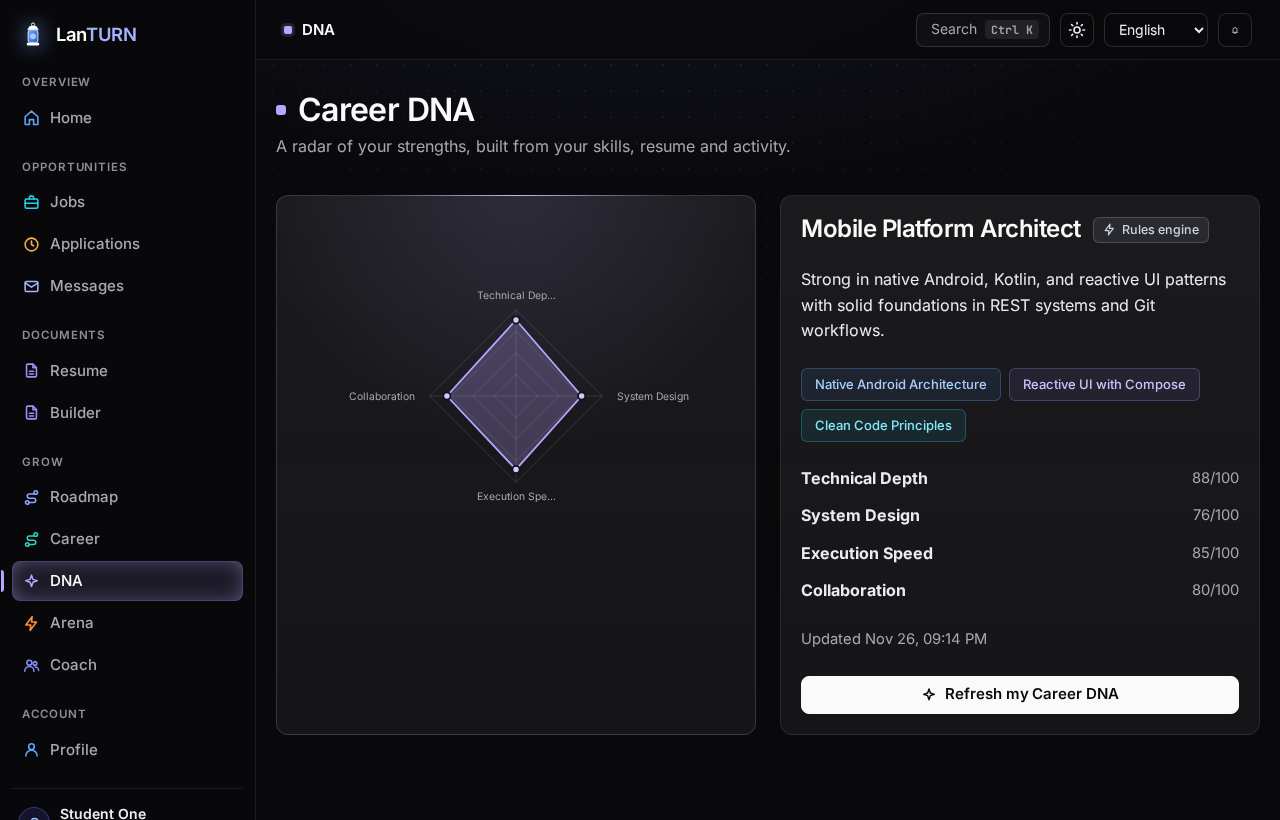 LanTURN
OVERVIEW
Home
OPPORTUNITIES
Jobs
Applications
Messages
DOCUMENTS
Resume
Builder
GROW
Roadmap
Career
DNA
Arena
Coach
ACCOUNT
Profile
Student One
DNA
Search Ctrl K
English
Career DNA
A radar of your strengths, built from your skills, resume and activity.
Technical Dep...
Collaboration
System Design
Execution Spe...
Mobile Platform Architect
Rules engine
Strong in native Android, Kotlin, and reactive UI patterns
with solid foundations in REST systems and Git
workflows.
Native Android Architecture
Reactive UI with Compose
Clean Code Principles
Technical Depth 88/100
System Design 76/100
Execution Speed 85/100
Collaboration 80/100
Updated Nov 26, 09:14 PM
Refresh my Career DNA